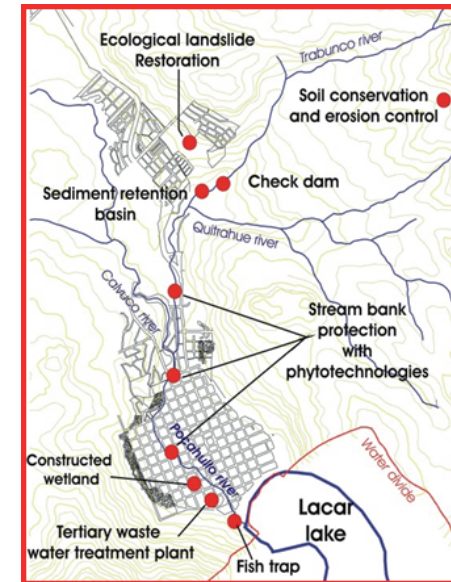 Ecological landslide
Restoration
Trabunco river
Soil conservation
and erosion control
Check dam
Sediment retention
basin
Quitrahue river
Calvuco river
Stream bank
protection
with
phytotechnologies
Pocahullo river
Constructed
wetland
Water divide
Tertiary waste
water treatment plant
Lacar
lake
Fish trap